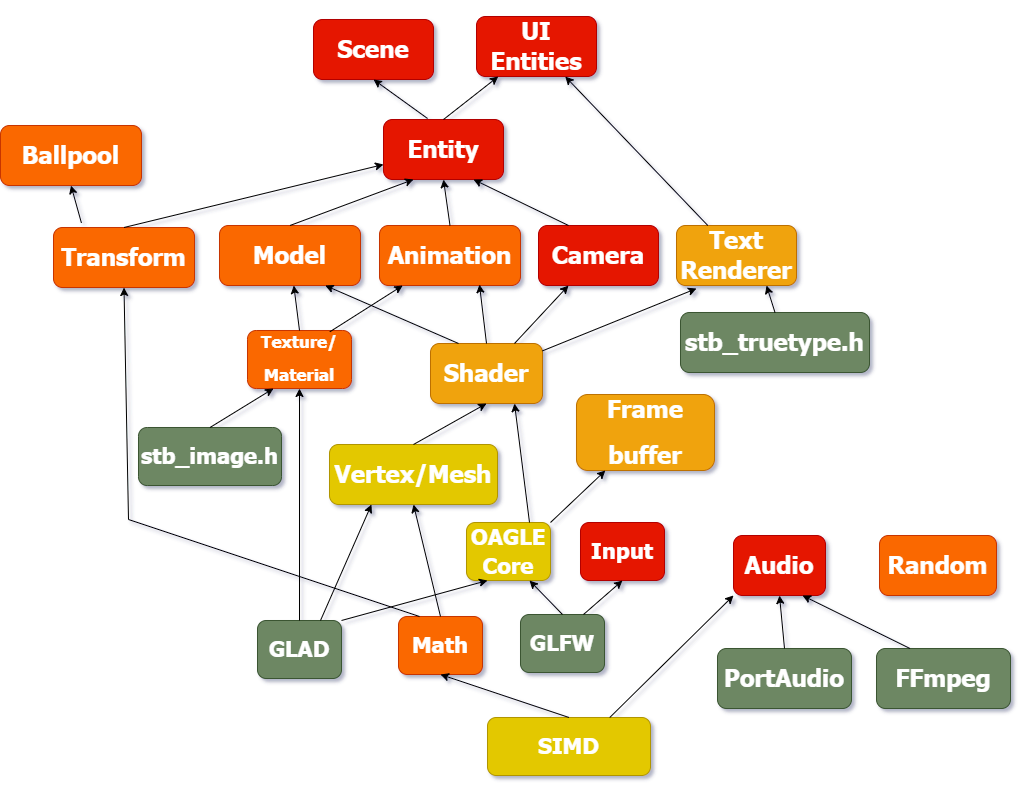 Scene
UI
Entities
Entity
Ballpool
Transform
Model
Animation
Camera
Text
Renderer
stb_truetype.h
Texture/
Material
Shader
Frame
buffer
stb_image.h
Vertex/Mesh
OAGLE
Core
Input
Audio
Random
GLAD
Math
GLFW
PortAudio
FFmpeg
SIMD